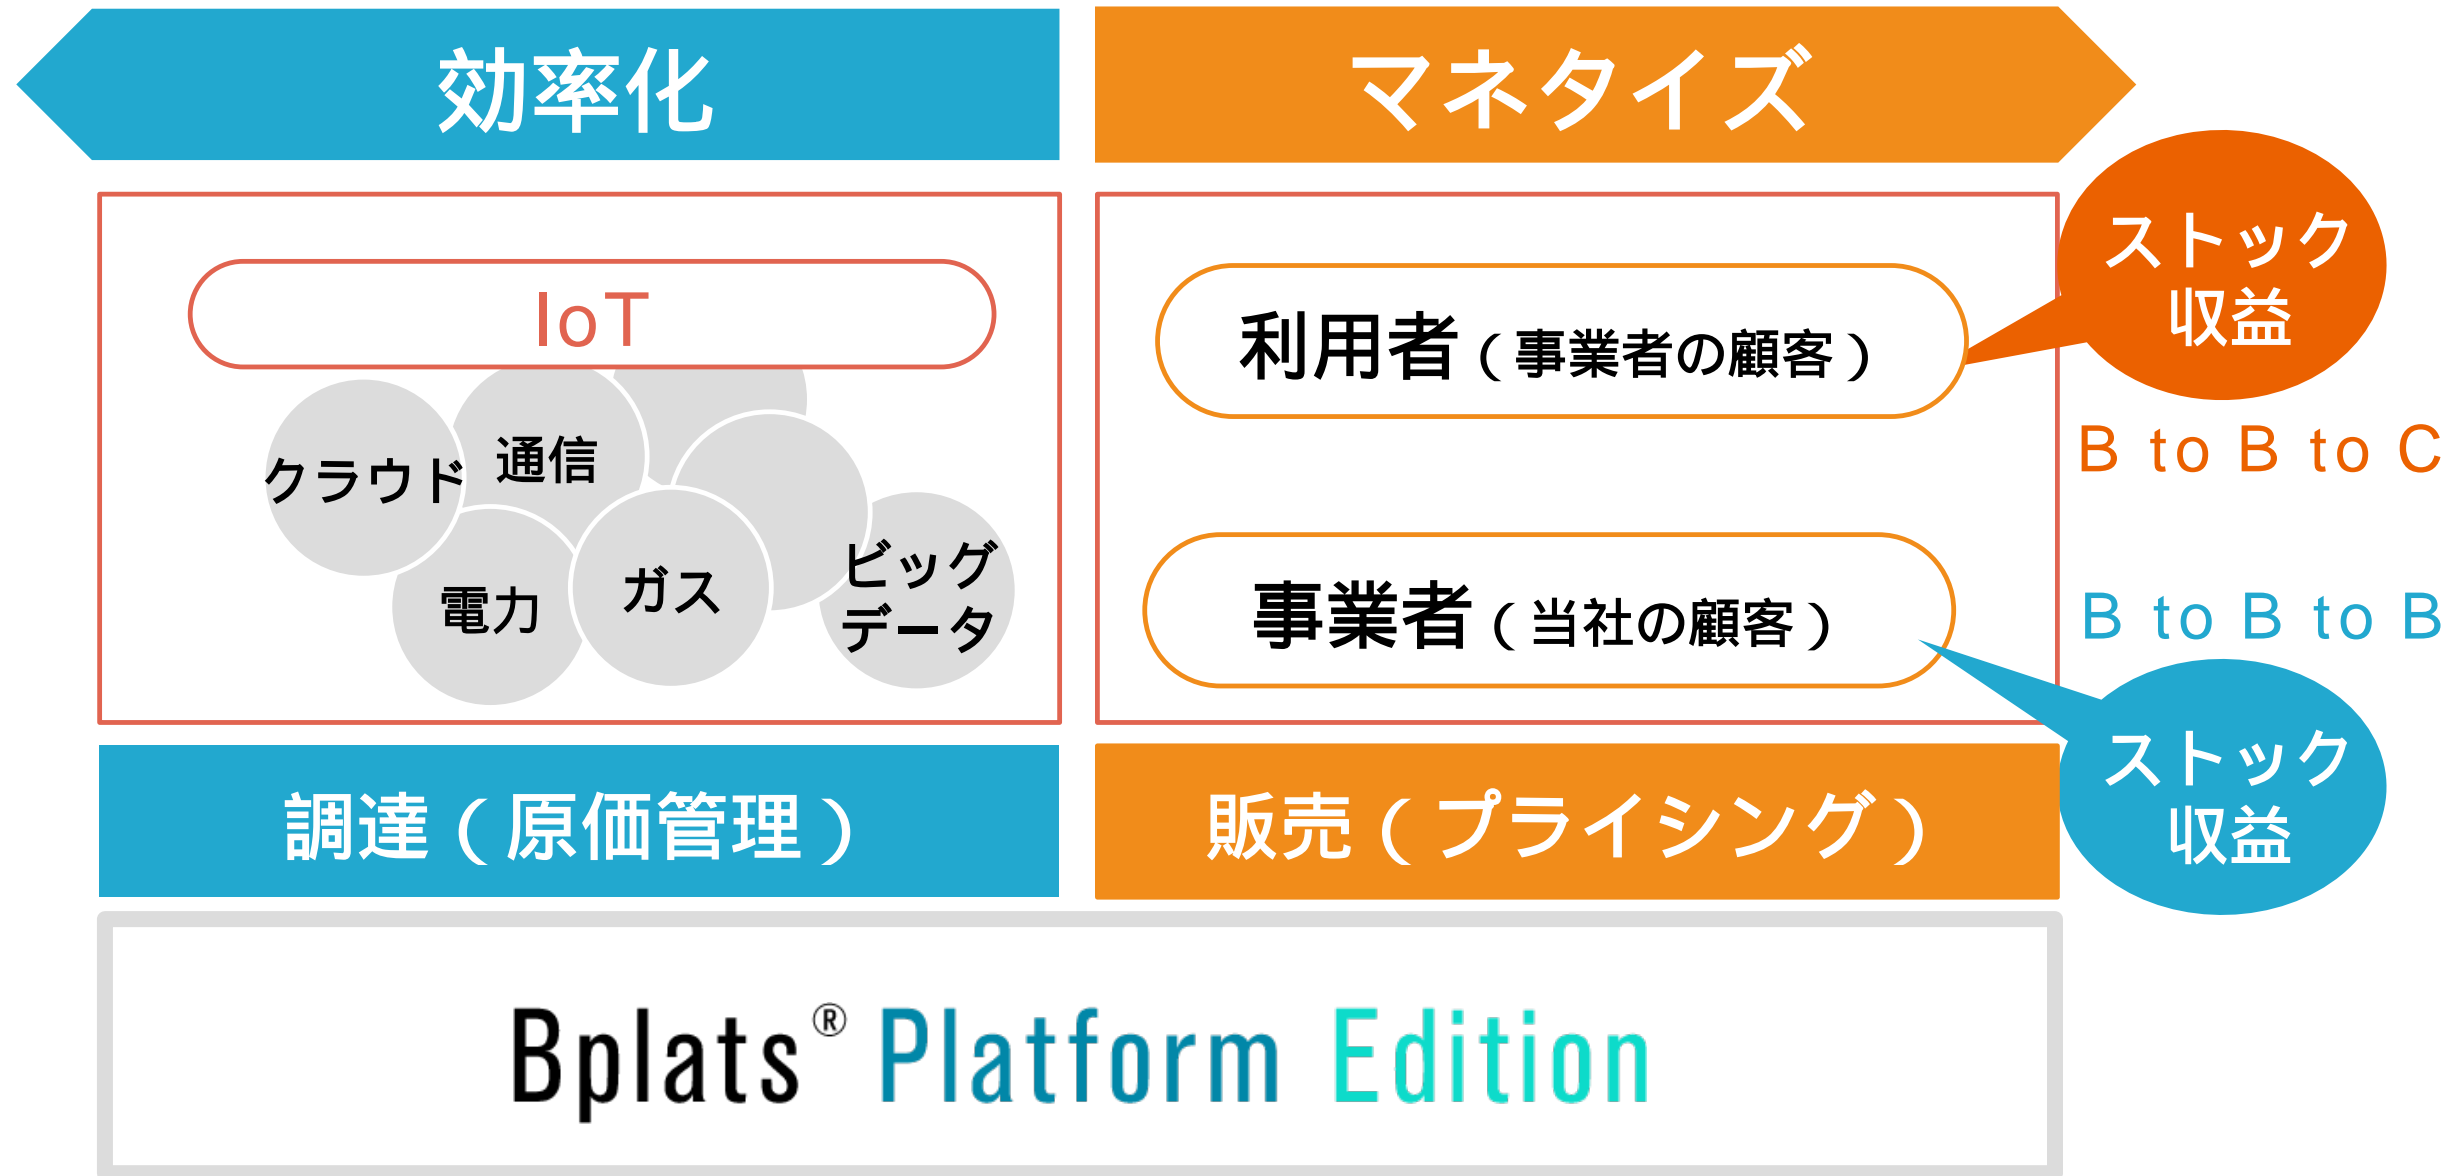 効率化
マネタイズ
IoT
クラウド
通信
電力
ガス
ビッグ
データ
利用者（事業者の顧客）
ストック
収益
B to B to C
事業者（当社の顧客）
B to B to B
ストック
収益
調達（原価管理）
販売（プライシング）
Bplats® Platform Edition